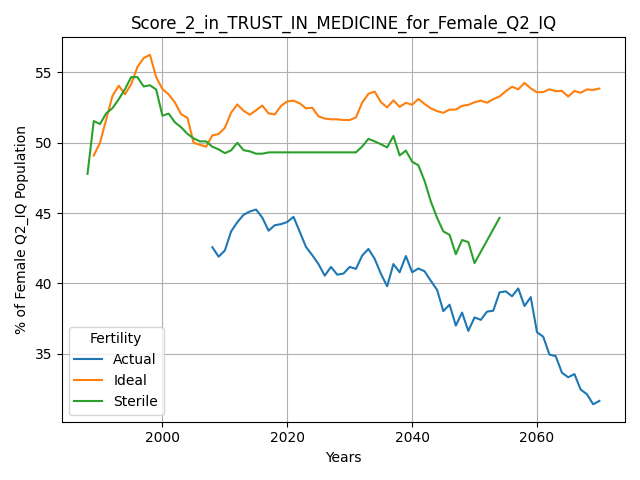 Score_2_in_TRUST_IN_MEDICINE_for_Female_Q2_IQ
% of Female Q2_IQ Population
55
50
45
40
35
Fertility
Actual
Ideal
Sterile
2000
2020
2040
2060
Years